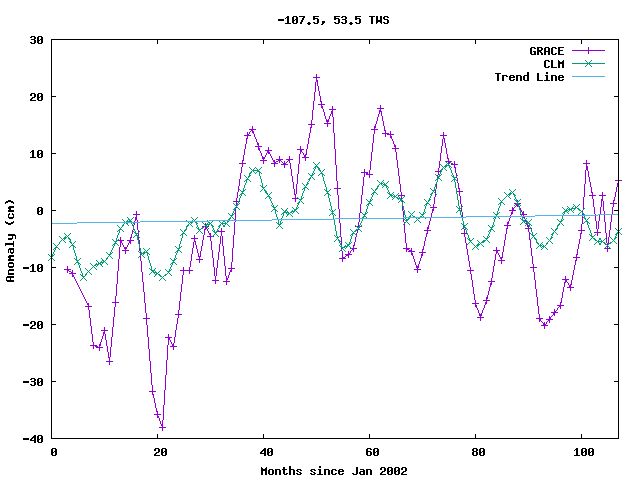 -107.5, 53.5 TWS
30
20
10
0
-10
-20
-30
-40
Anomaly (cm)
GRACE
CLM
Trend Line
0 20 40 60 80 100
Months since Jan 2002